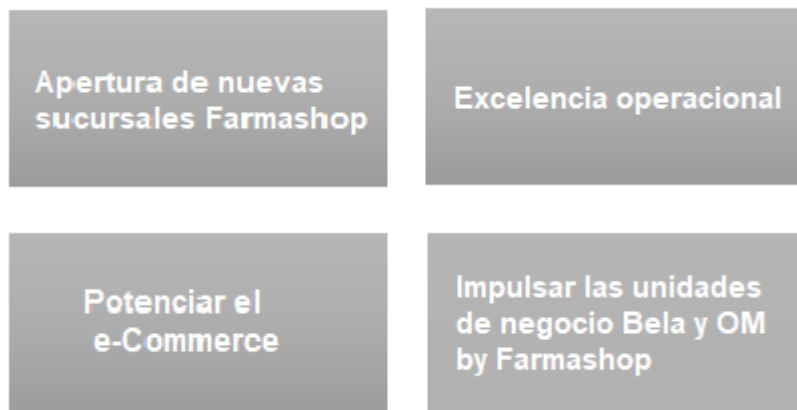 Apertura de nuevas
sucursales Farmashop
Excelencia operacional
Potenciar el
e-Commerce
Impulsar las unidades
de negocio Bela y OM
by Farmashop